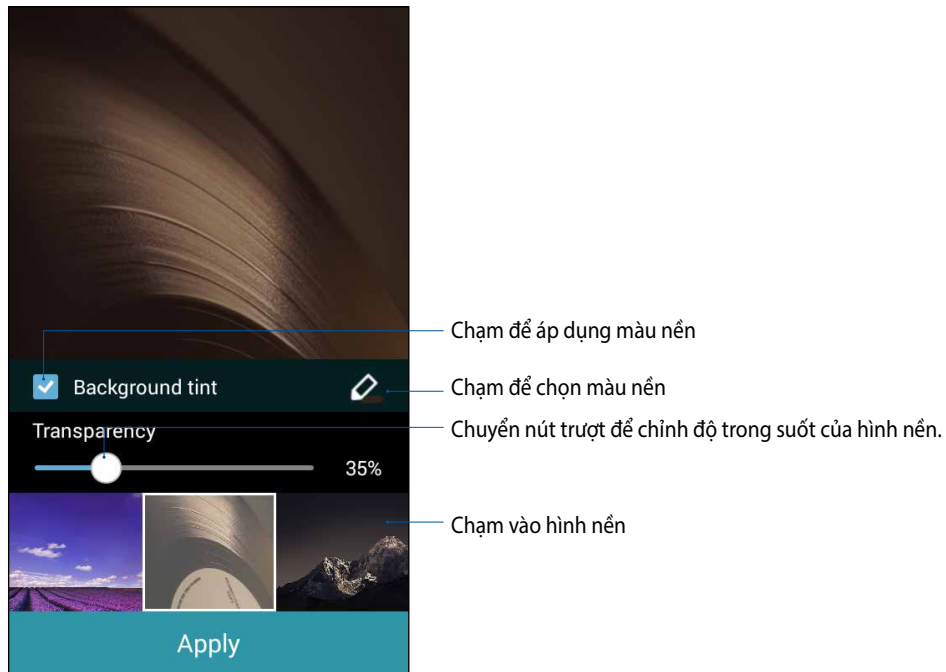 Chạm để áp dụng màu nền
Background tint
Chạm để chọn màu nền
Transparency
Chuyển nút trượt để chỉnh độ trong suốt của hình nền.
35%
Chạm vào hình nền
Apply